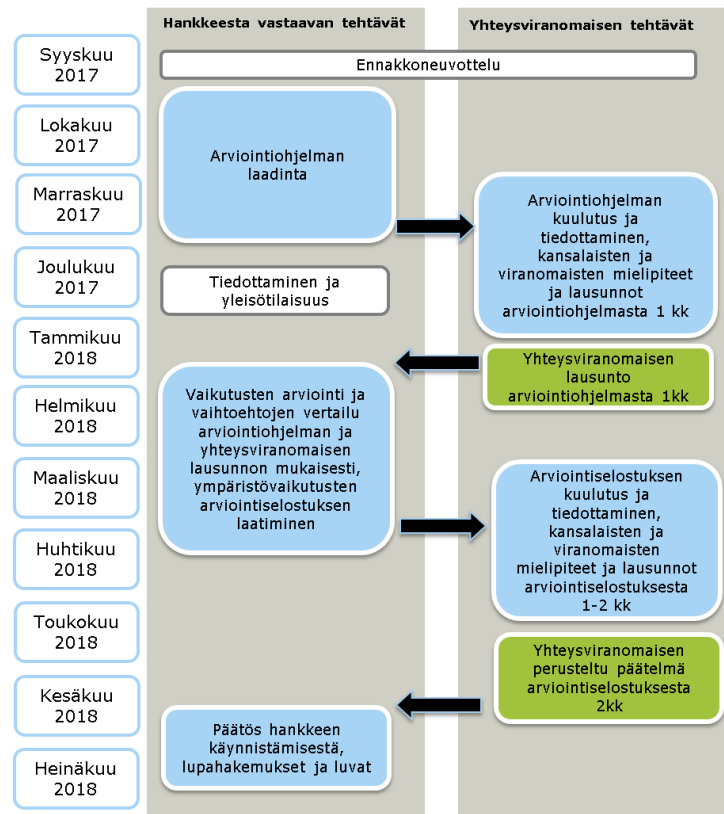 Hankkeesta vastaavan tehtävät
Yhteysviranomaisen tehtävät
Syyskuu
2017
Ennakkoneuvottelu
Lokakuu
2017
Arviointiohjelman
laadinta
Marraskuu
2017
Arviointiohjelman
kuulutus ja
tiedottaminen,
kansalaisten ja
viranomaisten mielipiteet
ja lausunnot
arviointiohjelmasta 1 kk
Joulukuu
2017
Tiedottaminen ja
yleisötilaisuus
Tammikuu
2018
Yhteysviranomaisen
lausunto
arviointiohjelmasta 1kk
Helmikuu
2018
Vaikutusten arviointi ja
vaihtoehtojen vertailu
arviointiohjelman ja
yhteysviranomaisen
lausunnon mukaisesti,
ympäristövaikutusten
arviointiselostuksen
laatiminen
Maaliskuu
2018
Arviointiselostuksen
kuulutus ja
tiedottaminen,
kansalaisten ja
viranomaisten
mielipiteet ja lausunnot
arviointiselostuksesta
1-2 kk
Huhtikuu
2018
Toukokuu
2018
Yhteysviranomaisen
perusteltu päätelmä
arviointiselostuksesta
2kk
Kesäkuu
2018
Päätös hankkeen
käynnistämisestä,
lupahakemukset ja luvat
Heinäkuu
2018